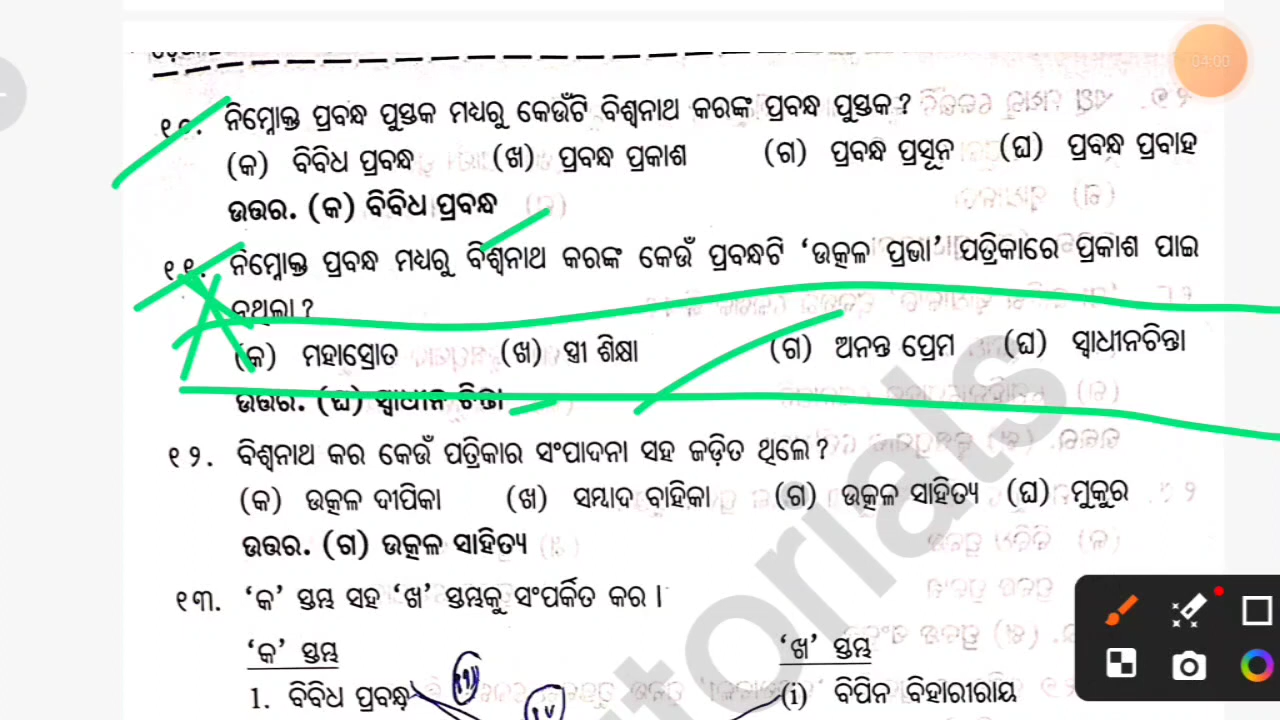 04:00
୧୦. ନିମ୍ନୋକ୍ତ ପ୍ରବନ୍ଧ ପୁସ୍ତକ ମଧ୍ୟରୁ କେଉଁଟି ବିଶ୍ୱନାଥ କରଙ୍କ ପ୍ରବନ୍ଧ ପୁସ୍ତକ ?
(କ) ବିବିଧ ପ୍ରବନ୍ଧ (ଖ) ପ୍ରବନ୍ଧ ପ୍ରକାଶ (ଗ) ପ୍ରବନ୍ଧ ପ୍ରସୂନ (ଘ) ପ୍ରବନ୍ଧ ପ୍ରବାହ
ଉତ୍ତର. (କ) ବିବିଧ ପ୍ରବନ୍ଧ
୧୧. ନିମ୍ନୋକ୍ତ ପ୍ରବନ୍ଧ ମଧ୍ୟରୁ ବିଶ୍ୱନାଥ କରଙ୍କ କେଉଁ ପ୍ରବନ୍ଧଟି ‘ଉତ୍କଳ ପ୍ରଭା’ ପତ୍ରିକାରେ ପ୍ରକାଶ ପାଇ
ନଥିଲା ?
(କ) ମହାସ୍ରୋତ (ଖ) ସ୍ତ୍ରୀ ଶିକ୍ଷା (ଗ) ଅନନ୍ତ ପ୍ରେମ (ଘ) ସ୍ୱାଧୀନଚିନ୍ତା
ଉତ୍ତର. (ଘ) ସ୍ୱାଧୀନ ଚିନ୍ତା
୧୨. ବିଶ୍ୱନାଥ କର କେଉଁ ପତ୍ରିକାର ସଂପାଦନା ସହ ଜଡ଼ିତ ଥିଲେ ?
(କ) ଉତ୍କଳ ଦୀପିକା (ଖ) ସମ୍ବାଦ ବାହିକା (ଗ) ଉତ୍କଳ ସାହିତ୍ୟ (ଘ) ମୁକୁର
ଉତ୍ତର. (ଗ) ଉତ୍କଳ ସାହିତ୍ୟ
୧୩. ‘କ’ ସ୍ତମ୍ଭ ସହ ‘ଖ’ ସ୍ତମ୍ଭକୁ ସଂପର୍କିତ କର ।
‘କ’ ସ୍ତମ୍ଭ ‘ଖ’ ସ୍ତମ୍ଭ
1. ବିବିଧ ପ୍ରବନ୍ଧ (i) ବିପିନ ବିହାରୀରାୟ